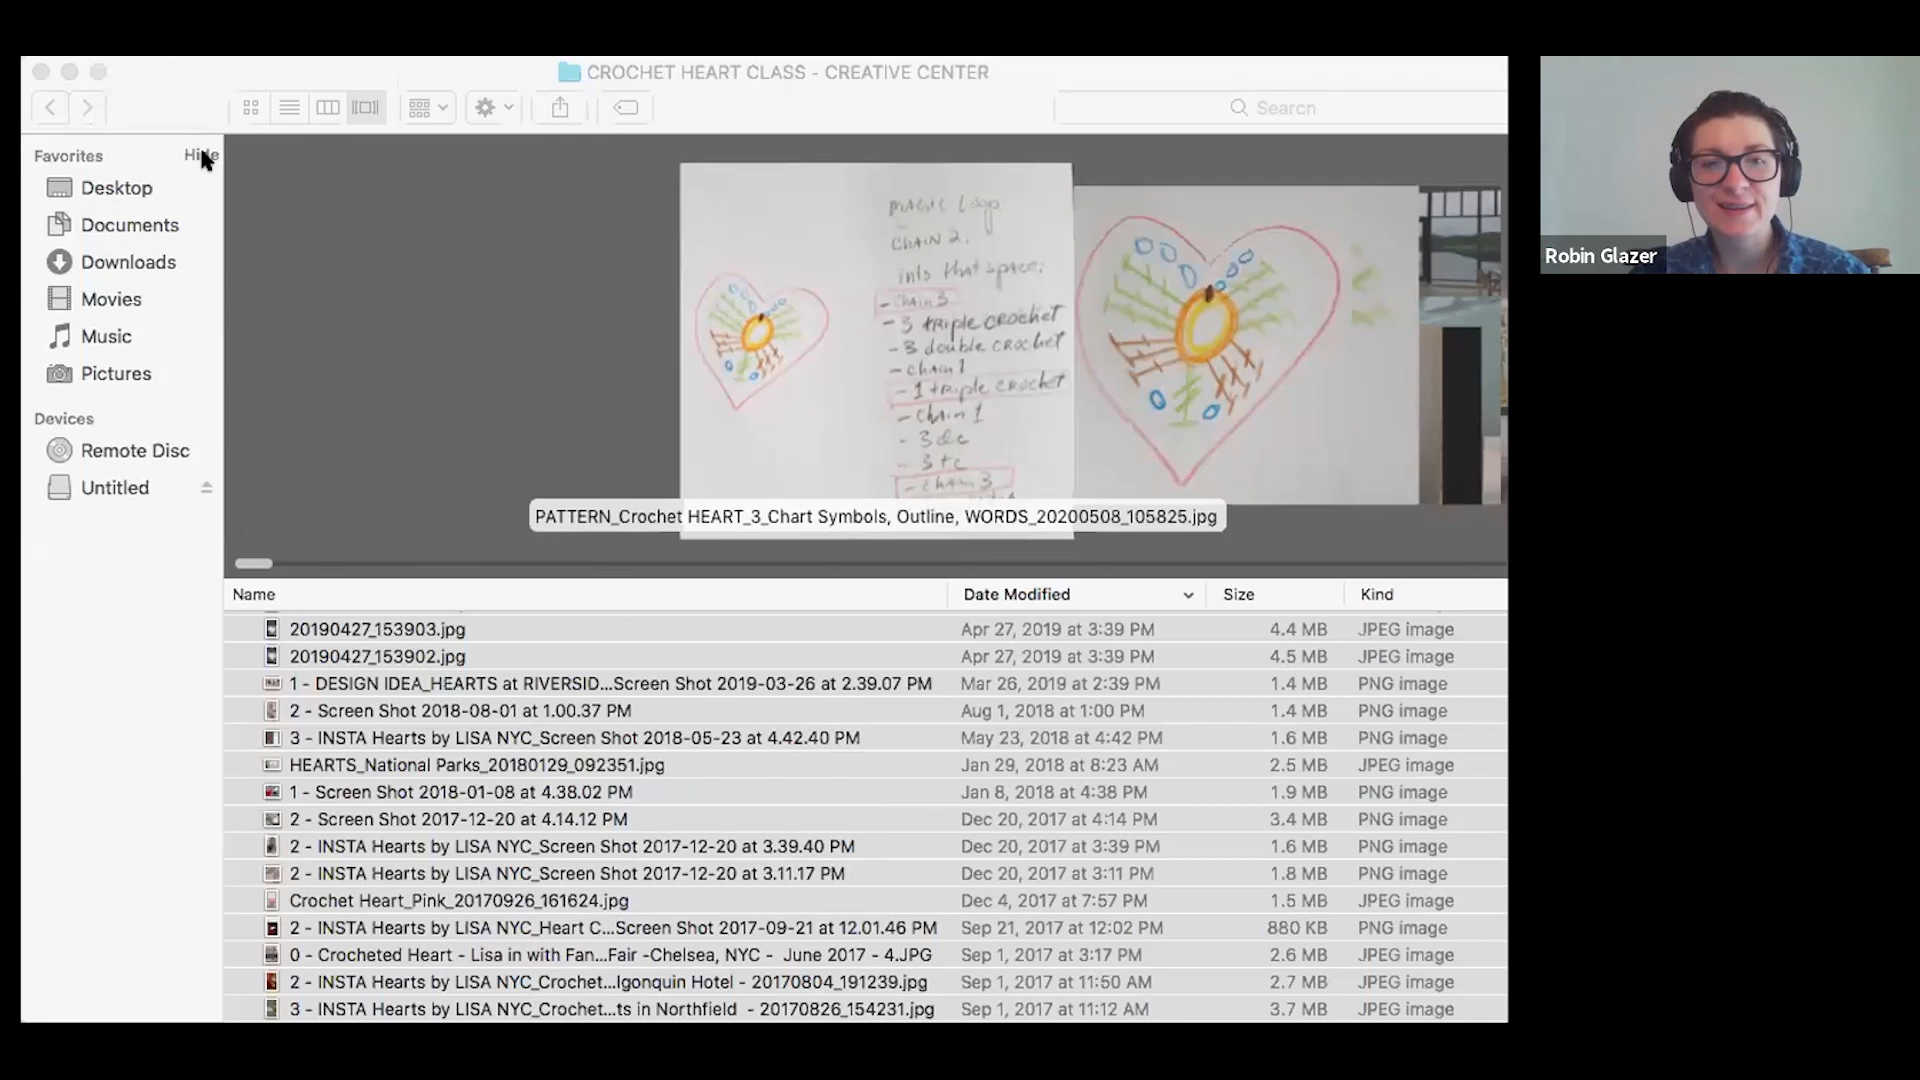 CROCHET HEART CLASS - CREATIVE CENTER
Search
Favorites
Hide
Desktop
Documents
Downloads
Movies
Music
Pictures
Devices
Remote Disc
Untitled
Magic Loop
Chain 2.
into that space:
- Chain 3
- 3 triple crochet
- 3 double crochet
- chain 1
- 1 triple crochet
- chain 1
- 3 dc
- 3 tc
- chain 3
PATTERN_Crochet HEART_3_Chart Symbols, Outline, WORDS_20200508_105825.jpg
Robin Glazer
Name Date Modified Size Kind
20190427_153903.jpg Apr 27, 2019 at 3:39 PM 4.4 MB JPEG image
20190427_153902.jpg Apr 27, 2019 at 3:39 PM 4.5 MB JPEG image
1 - DESIGN IDEA_HEARTS at RIVERSID...Screen Shot 2019-03-26 at 2.39.07 PM Mar 26, 2019 at 2:39 PM 1.4 MB PNG image
2 - Screen Shot 2018-08-01 at 1.00.37 PM Aug 1, 2018 at 1:00 PM 1.4 MB PNG image
3 - INSTA Hearts by LISA NYC_Screen Shot 2018-05-23 at 4.42.40 PM May 23, 2018 at 4:42 PM 1.6 MB PNG image
HEARTS_National Parks_20180129_092351.jpg Jan 29, 2018 at 8:23 AM 2.5 MB JPEG image
1 - Screen Shot 2018-01-08 at 4.38.02 PM Jan 8, 2018 at 4:38 PM 1.9 MB PNG image
2 - Screen Shot 2017-12-20 at 4.14.12 PM Dec 20, 2017 at 4:14 PM 3.4 MB PNG image
2 - INSTA Hearts by LISA NYC_Screen Shot 2017-12-20 at 3.39.40 PM Dec 20, 2017 at 3:39 PM 1.6 MB PNG image
2 - INSTA Hearts by LISA NYC_Screen Shot 2017-12-20 at 3.11.17 PM Dec 20, 2017 at 3:11 PM 1.8 MB PNG image
Crochet Heart_Pink_20170926_161624.jpg Dec 4, 2017 at 7:57 PM 1.5 MB JPEG image
2 - INSTA Hearts by LISA NYC_Heart C...Screen Shot 2017-09-21 at 12.01.46 PM Sep 21, 2017 at 12:02 PM 880 KB PNG image
0 - Crocheted Heart - Lisa in with Fan...Fair -Chelsea, NYC - June 2017 - 4.JPG Sep 1, 2017 at 3:17 PM 2.6 MB JPEG image
2 - INSTA Hearts by LISA NYC_Crochet...lgonquin Hotel - 20170804_191239.jpg Sep 1, 2017 at 11:50 AM 2.7 MB JPEG image
3 - INSTA Hearts by LISA NYC_Crochet...ts in Northfield - 20170826_154231.jpg Sep 1, 2017 at 11:12 AM 3.7 MB JPEG image